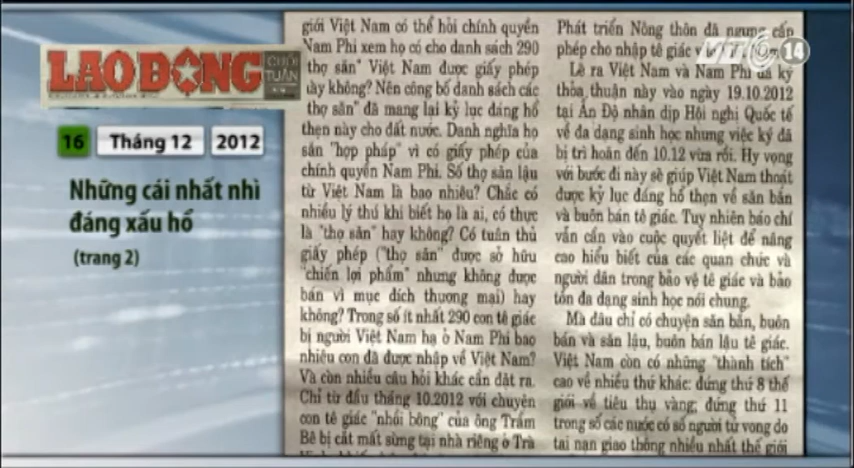 LAO ĐỘNG
CUỐI
TUẦN
16 Tháng 12 2012
Những cái nhất nhì
đáng xấu hổ
(trang 2)
giới Việt Nam có thể hỏi chính quyền
Nam Phi xem họ có cho danh sách 290
"thợ săn" Việt Nam được giấy phép
này không? Nên công bố danh sách các
"thợ săn" đã mang lại kỷ lục đáng hổ
thẹn này cho đất nước. Danh nghĩa họ
săn "hợp pháp" vì có giấy phép của
chính quyền Nam Phi. Số thợ săn lậu
từ Việt Nam là bao nhiêu? Chắc có
nhiều lý thú khi biết họ là ai, có thực
là "thợ săn" hay không? Có tuân thủ
giấy phép ("thợ săn" được sở hữu
"chiến lợi phẩm" nhưng không được
bán vì mục đích thương mại) hay
không? Trong số ít nhất 290 con tê giác
bị người Việt Nam hạ ở Nam Phi bao
nhiêu con đã được nhập về Việt Nam?
Và còn nhiều câu hỏi khác cần đặt ra.
Chỉ từ đầu tháng 10.2012 với chuyện
con tê giác "nhồi bông" của ông Trầm
Bê bị cắt mất sừng tại nhà riêng ở Trà
Phát triển Nông thôn đã ngưng cấp
phép cho nhập tê giác
VTC 14
Lẽ ra Việt Nam và Nam Phi đã ký
thỏa thuận này vào ngày 19.10.2012
tại Ấn Độ nhân dịp Hội nghị Quốc tế
về đa dạng sinh học nhưng việc ký đã
bị trì hoãn đến 10.12 vừa rồi. Hy vọng
với bước đi này sẽ giúp Việt Nam thoát
được kỷ lục đáng hổ thẹn về săn bắn
và buôn bán tê giác. Tuy nhiên báo chí
vẫn cần vào cuộc quyết liệt để nâng
cao hiểu biết của các quan chức và
người dân trong bảo vệ tê giác và bảo
tồn đa dạng sinh học nói chung.
Mà đâu chỉ có chuyện săn bắn, buôn
bán và săn lậu, buôn bán lậu tê giác.
Việt Nam còn có những "thành tích"
cao về nhiều thứ khác: đứng thứ 8 thế
giới về tiêu thụ vàng; đứng thứ 11
trong số các nước có số người tử vong do
tai nạn giao thông nhiều nhất thế giới